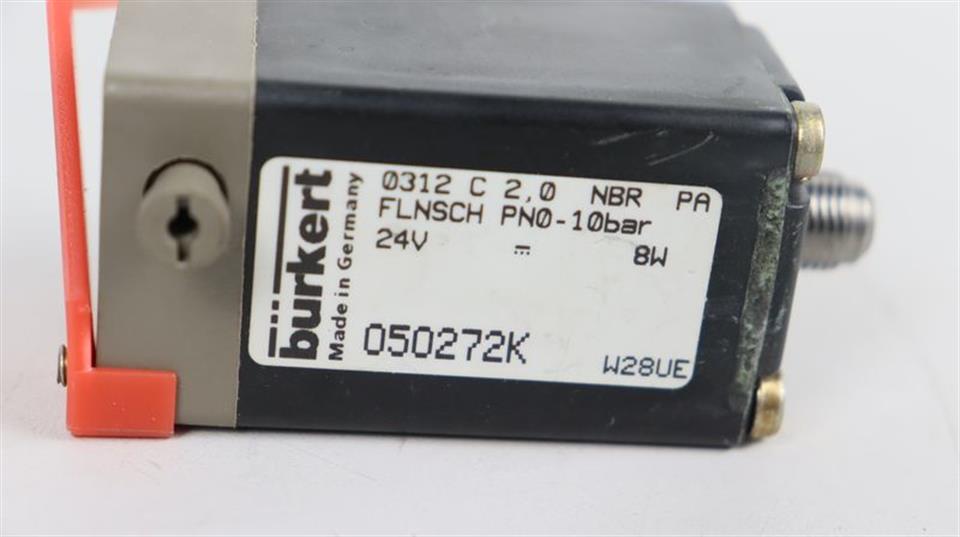 bürkert
Made in Germany
0312 C 2,0 NBR PA
FLNSCH PN0-10bar
24V ⎓ 8W
050272K
W28UE